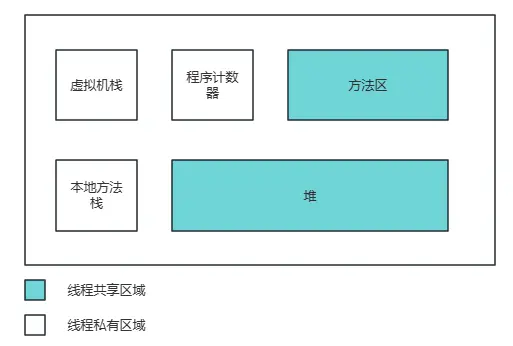 虚拟机栈
程序计数
器
方法区
本地方法
栈
堆
线程共享区域
线程私有区域